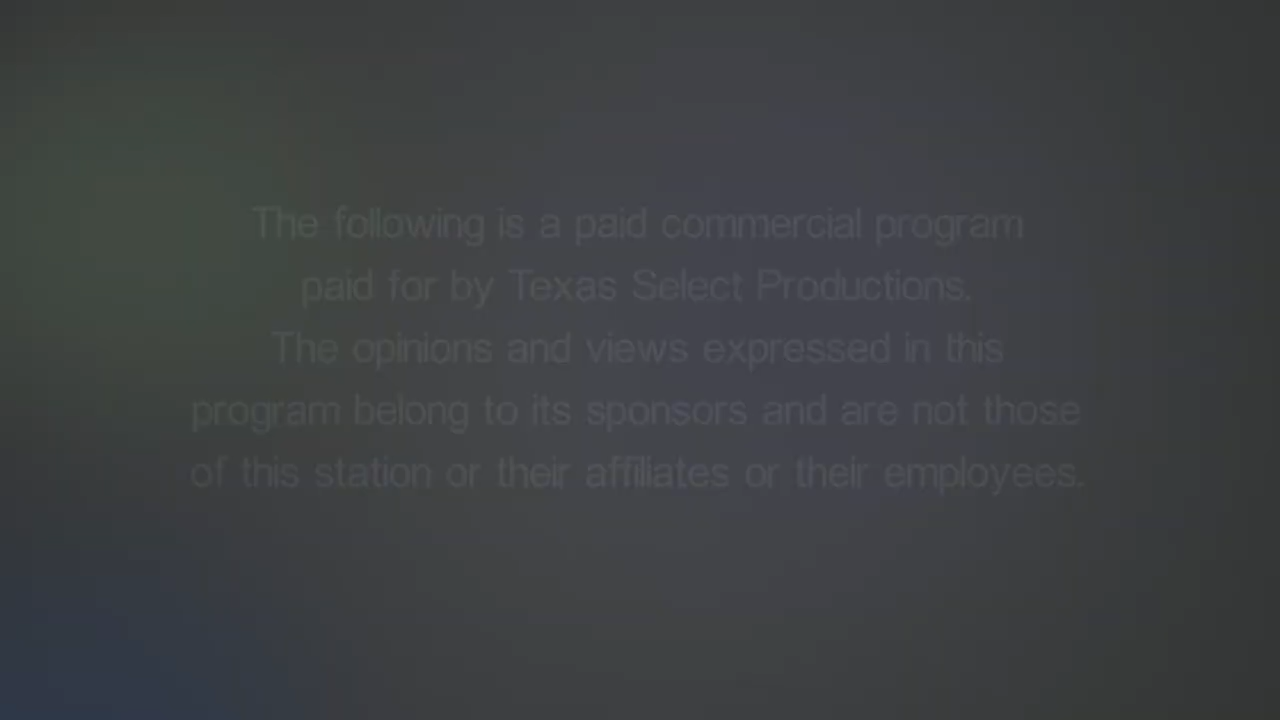 The following is a paid commercial program
paid for by Texas Select Productions.
The opinions and views expressed in this
program belong to its sponsors and are not those
of this station or their affiliates or their employees.